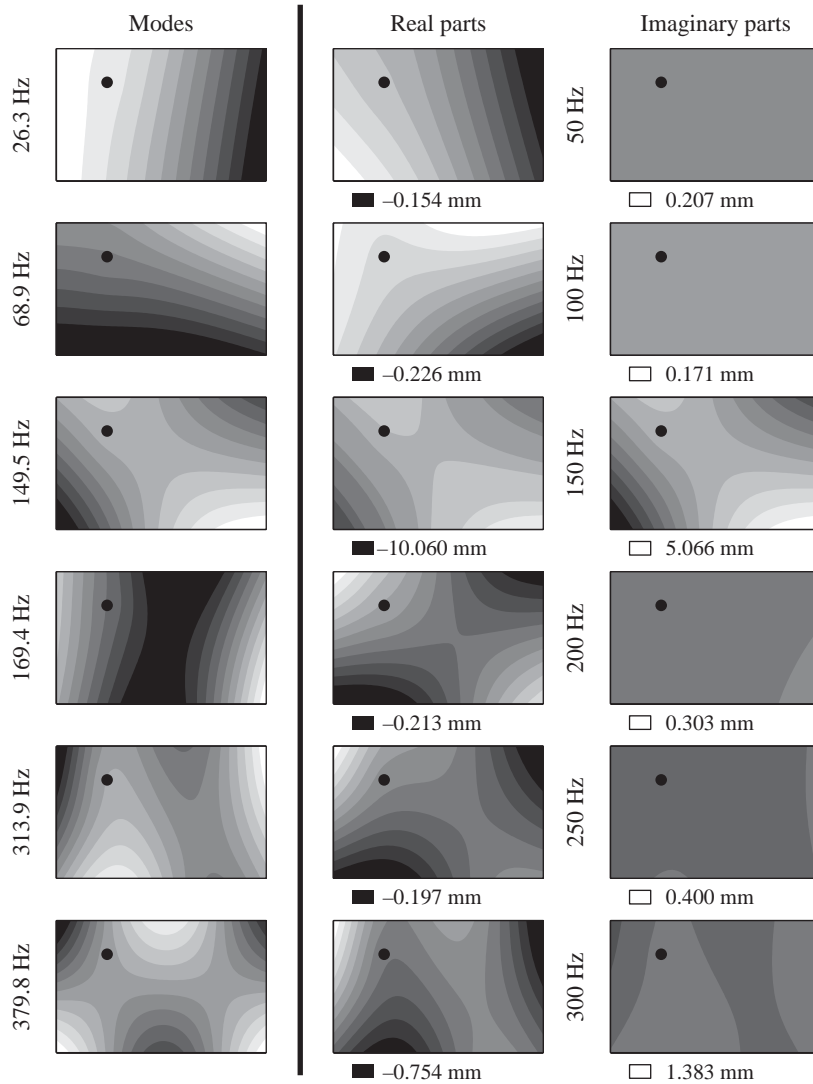 Modes
Real parts
Imaginary parts
26.3 Hz
50 Hz
–0.154 mm
0.207 mm
68.9 Hz
100 Hz
–0.226 mm
0.171 mm
149.5 Hz
150 Hz
–10.060 mm
5.066 mm
169.4 Hz
200 Hz
–0.213 mm
0.303 mm
313.9 Hz
250 Hz
–0.197 mm
0.400 mm
379.8 Hz
300 Hz
–0.754 mm
1.383 mm